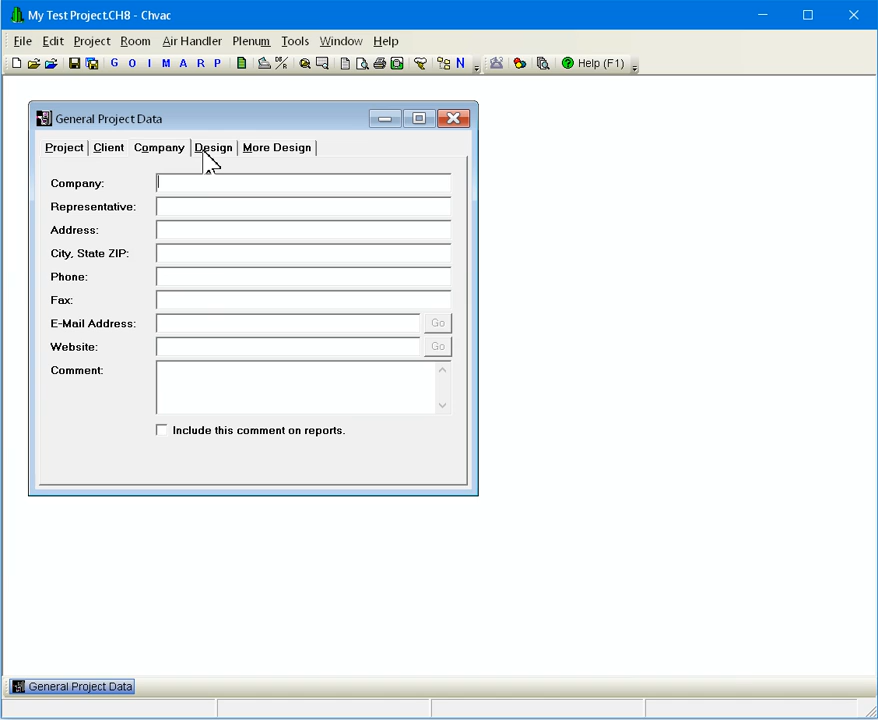 My Test Project.CH8 - Chvac
File Edit Project Room Air Handler Plenum Tools Window Help
G O I M A R P N Help (F1)
General Project Data
Project Client Company Design More Design
Company:
Representative:
Address:
City, State ZIP:
Phone:
Fax:
E-Mail Address: Go
Website: Go
Comment:
Include this comment on reports.
General Project Data